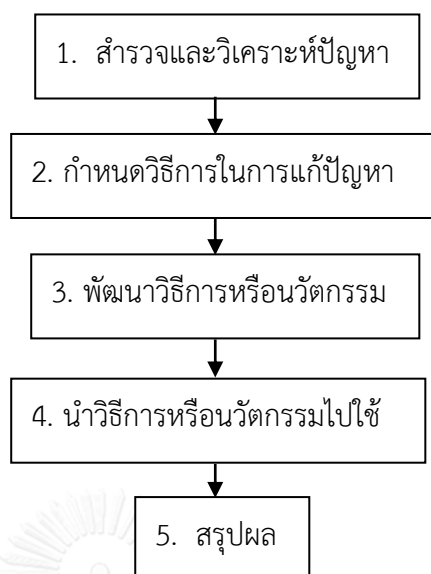 1. สำรวจและวิเคราะห์ปัญหา
2. กำหนดวิธีการในการแก้ปัญหา
3. พัฒนาวิธีการหรือนวัตกรรม
4. นำวิธีการหรือนวัตกรรมไปใช้
5. สรุปผล